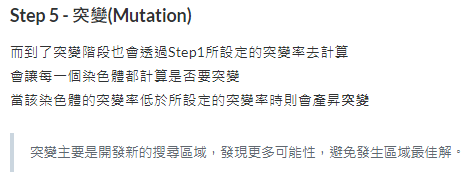 Step 5 - 突變(Mutation)
而到了突變階段也會透過Step1所設定的突變率去計算
會讓每一個染色體都計算是否要突變
當該染色體的突變率低於所設定的突變率時則會產昇突變
突變主要是開發新的搜尋區域，發現更多可能性，避免發生區域最佳解。